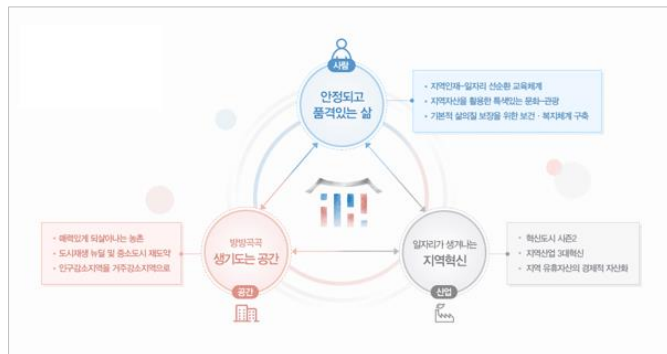 사람
안정되고
품격있는 삶
• 지역인재-일자리 선순환 교육체계
• 지역자산을 활용한 특색있는 문화-관광
• 기본적 삶의질 보장을 위한 보건·복지체계 구축
방방곡곡
생기도는 공간
공간
• 매력있게 되살아나는 농촌
• 도시재생 뉴딜 및 중소도시 재도약
• 인구감소지역을 거주강소지역으로
일자리가 생겨나는
지역혁신
산업
• 혁신도시 시즌2
• 지역산업 3대혁신
• 지역 유휴자산의 경제적 자산화